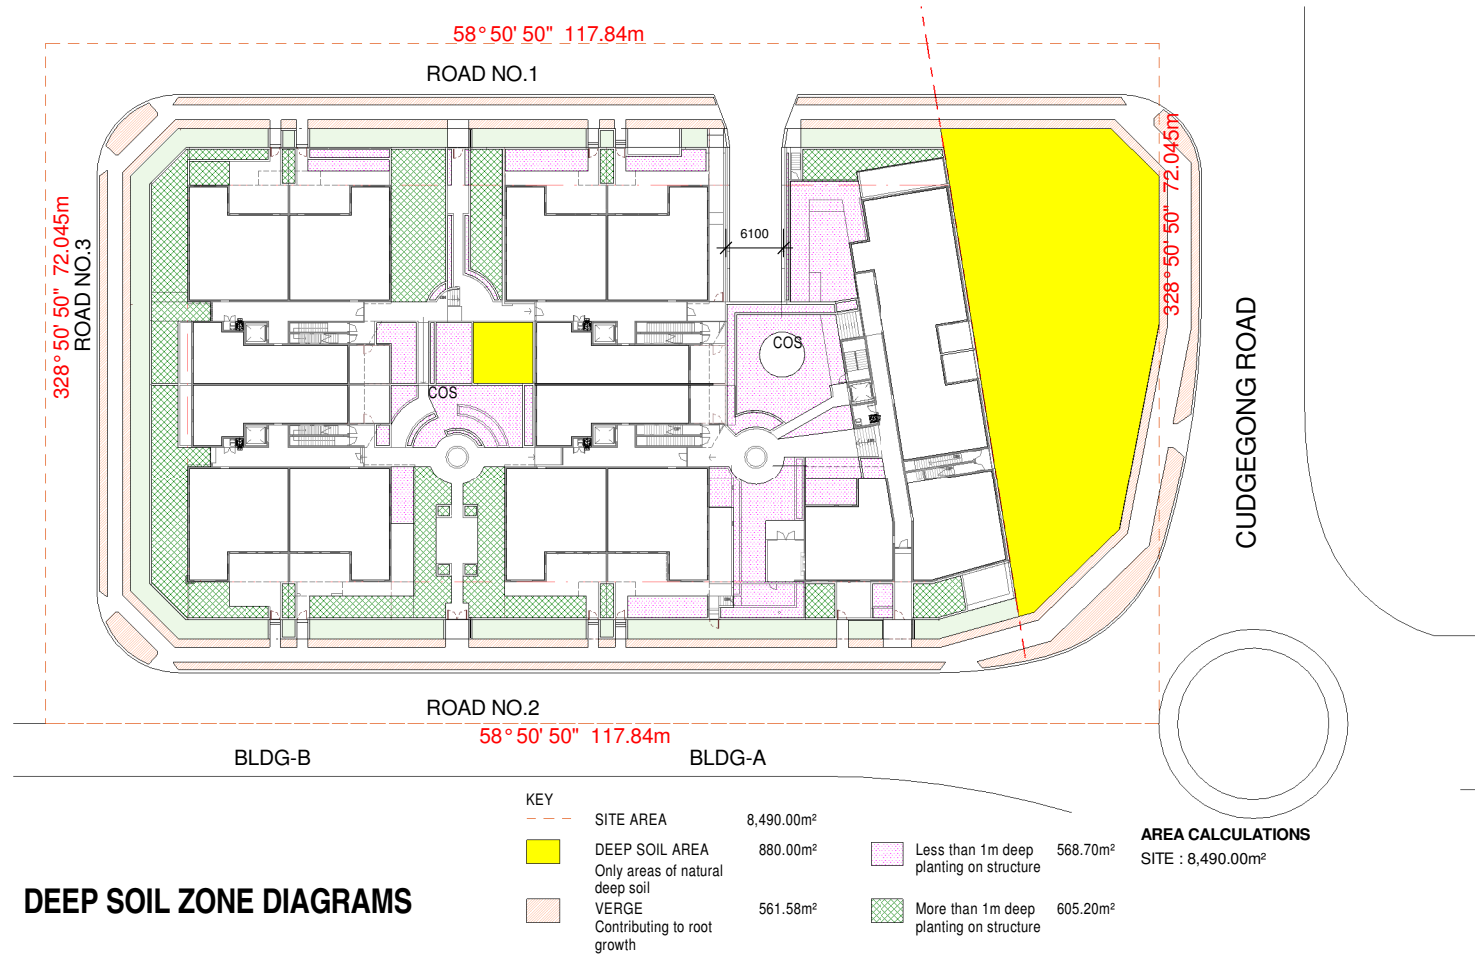 58° 50' 50" 117.84m
ROAD NO.1
328° 50' 50" 72.045m
ROAD NO.3
328° 50' 50" 72.045m
6100
COS
COS
CUDGEGONG ROAD
ROAD NO.2
58° 50' 50" 117.84m
BLDG-B
BLDG-A
KEY
SITE AREA 8,490.00m²
DEEP SOIL AREA 880.00m²
Only areas of natural
deep soil
VERGE 561.58m²
Contributing to root
growth
Less than 1m deep 568.70m²
planting on structure
More than 1m deep 605.20m²
planting on structure
AREA CALCULATIONS
SITE : 8,490.00m²
DEEP SOIL ZONE DIAGRAMS